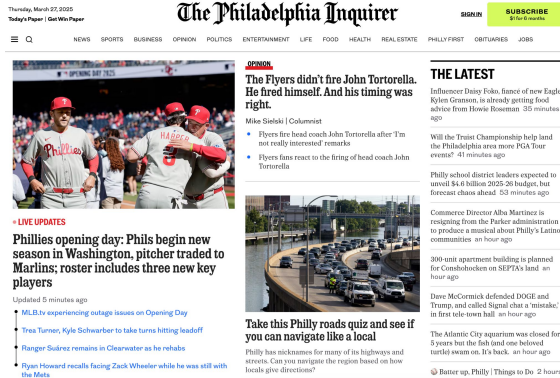 Thursday, March 27, 2025
Today's Paper | Get Win Paper
The Philadelphia Inquirer
SIGN IN
SUBSCRIBE
$1 for 6 months
NEWS SPORTS BUSINESS OPINION POLITICS ENTERTAINMENT LIFE FOOD HEALTH REAL ESTATE PHILLY FIRST OBITUARIES JOBS
OPENING DAY 2025
Phillies
HARPER
LIVE UPDATES
Phillies opening day: Phils begin new
season in Washington, pitcher traded to
Marlins; roster includes three new key
players
Updated 5 minutes ago
MLB.tv experiencing outage issues on Opening Day
Trea Turner, Kyle Schwarber to take turns hitting leadoff
Ranger Suárez remains in Clearwater as he rehabs
Ryan Howard recalls facing Zack Wheeler while he was still with
the Mets
OPINION
The Flyers didn't fire John Tortorella.
He fired himself. And his timing was
right.
Mike Sielski | Columnist
Flyers fire head coach John Tortorella after 'I'm
not really interested' remarks
Flyers fans react to the firing of head coach John
Tortorella
Take this Philly roads quiz and see if
you can navigate like a local
Philly has nicknames for many of its highways and
streets. Can you navigate the region based on how
locals give directions?
THE LATEST
Influencer Daisy Foko, fiancé of new Eagle
Kylen Granson, is already getting food
advice from Howie Roseman 35 minutes
ago
Will the Truist Championship help land
the Philadelphia area more PGA Tour
events? 41 minutes ago
Philly school district leaders expected to
unveil $4.6 billion 2025-26 budget, but
forecast chaos ahead 53 minutes ago
Commerce Director Alba Martinez is
resigning from the Parker administration
to produce a musical about Philly's Latino
communities an hour ago
300-unit apartment building is planned
for Conshohocken on SEPTA's land an
hour ago
Dave McCormick defended DOGE and
Trump, and called Signal chat a 'mistake,'
in first tele-town hall an hour ago
The Atlantic City aquarium was closed for
5 years but the fish (and one beloved
turtle) swam on. It's back. an hour ago
Batter up, Philly | Things to Do 2 hours